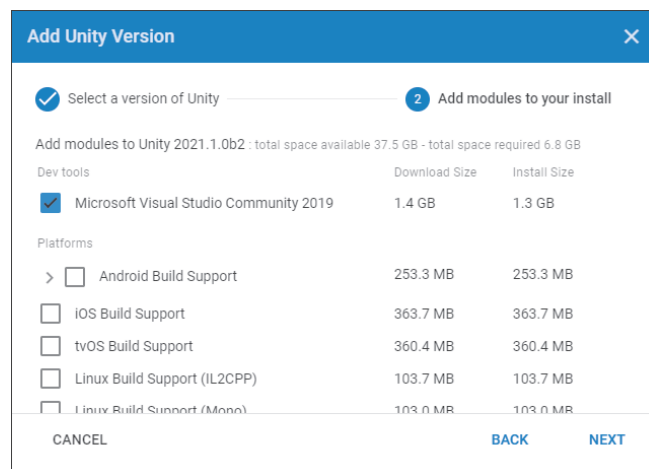 Add Unity Version
Select a version of Unity
2 Add modules to your install
Add modules to Unity 2021.1.0b2 : total space available 37.5 GB - total space required 6.8 GB
Dev tools Download Size Install Size
Microsoft Visual Studio Community 2019 1.4 GB 1.3 GB
Platforms
Android Build Support 253.3 MB 253.3 MB
iOS Build Support 363.7 MB 363.7 MB
tvOS Build Support 360.4 MB 360.4 MB
Linux Build Support (IL2CPP) 103.7 MB 103.7 MB
Linux Build Support (Mono) 103.0 MB 103.0 MB
CANCEL BACK NEXT